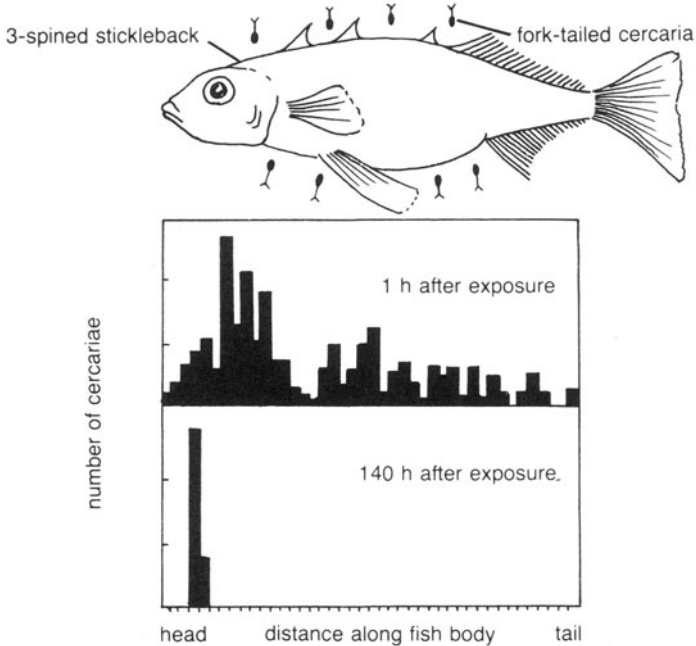 3-spined stickleback
fork-tailed cercaria
1 h after exposure
140 h after exposure
number of cercariae
head distance along fish body tail